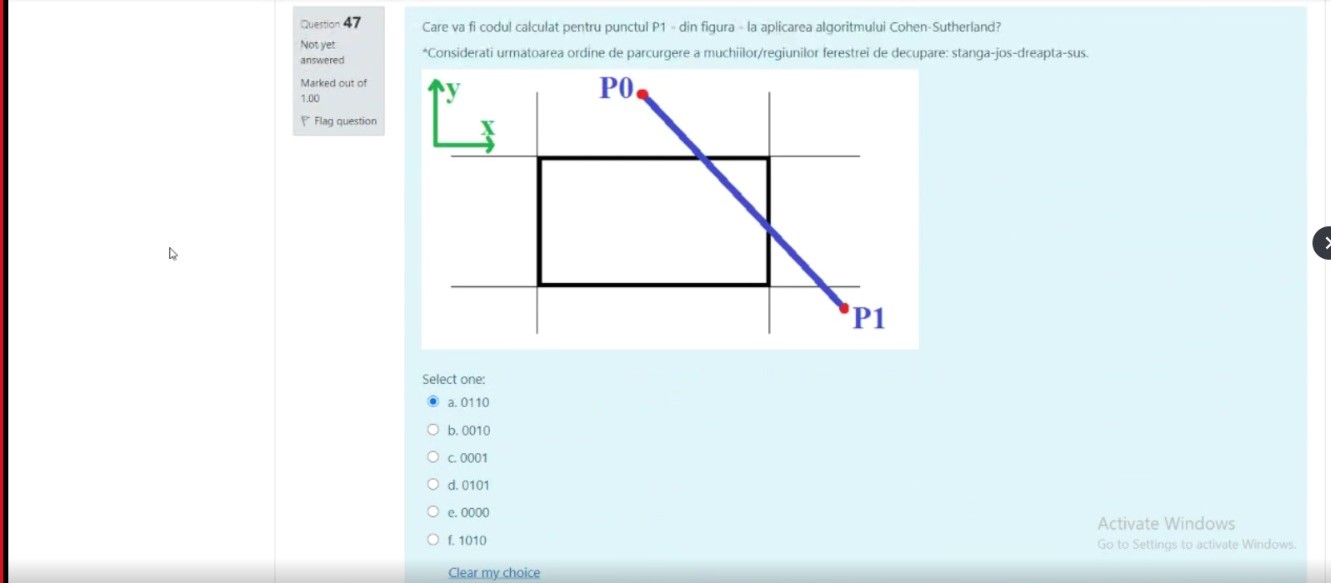 Question 47
Not yet
answered
Marked out of
1.00
Flag question
Care va fi codul calculat pentru punctul P1 - din figura - la aplicarea algoritmului Cohen-Sutherland?
*Considerati urmatoarea ordine de parcurgere a muchiilor/regiunilor ferestrei de decupare: stanga-jos-dreapta-sus.
y
x
P0
P1
Select one:
a. 0110
b. 0010
c. 0001
d. 0101
e. 0000
f. 1010
Clear my choice
Activate Windows
Go to Settings to activate Windows.